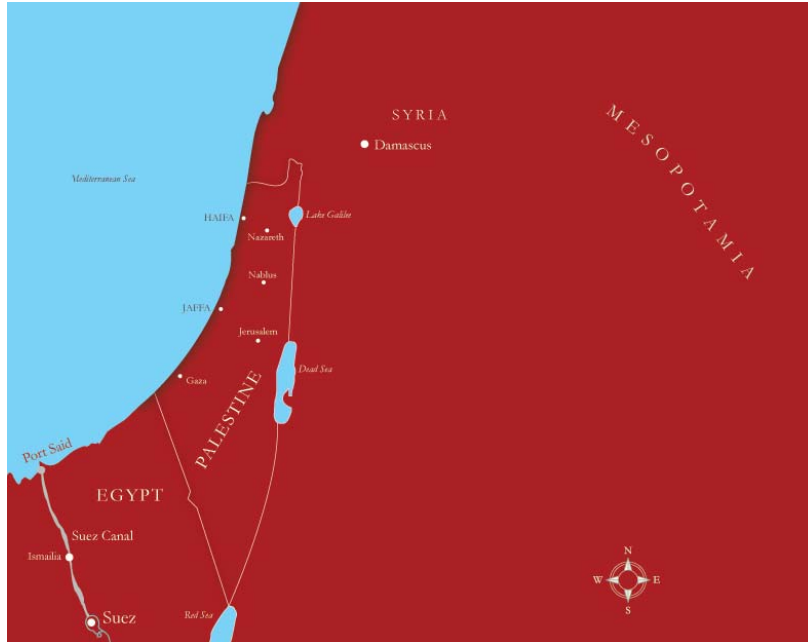 SYRIA
MESOPOTAMIA
Damascus
Mediterranean Sea
HAIFA
Lake Galilee
Nazareth
Nablus
JAFFA
Jerusalem
Dead Sea
Gaza
PALESTINE
Port Said
EGYPT
Suez Canal
Ismailia
N
W
E
S
Red Sea
Suez